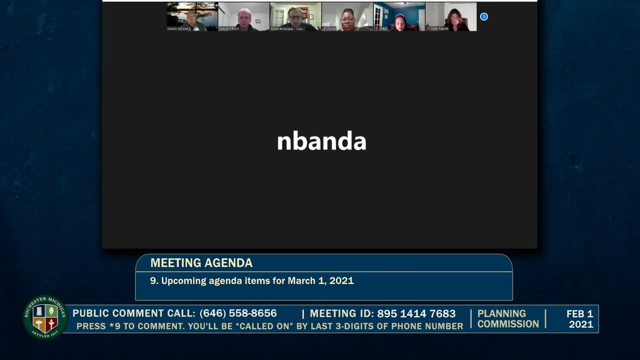 nbanda
MEETING AGENDA
9. Upcoming agenda items for March 1, 2021
PUBLIC COMMENT CALL: (646) 558-8656 | MEETING ID: 895 1414 7683
PRESS *9 TO COMMENT. YOU'LL BE "CALLED ON" BY LAST 3-DIGITS OF PHONE NUMBER
PLANNING
COMMISSION
FEB 1
2021